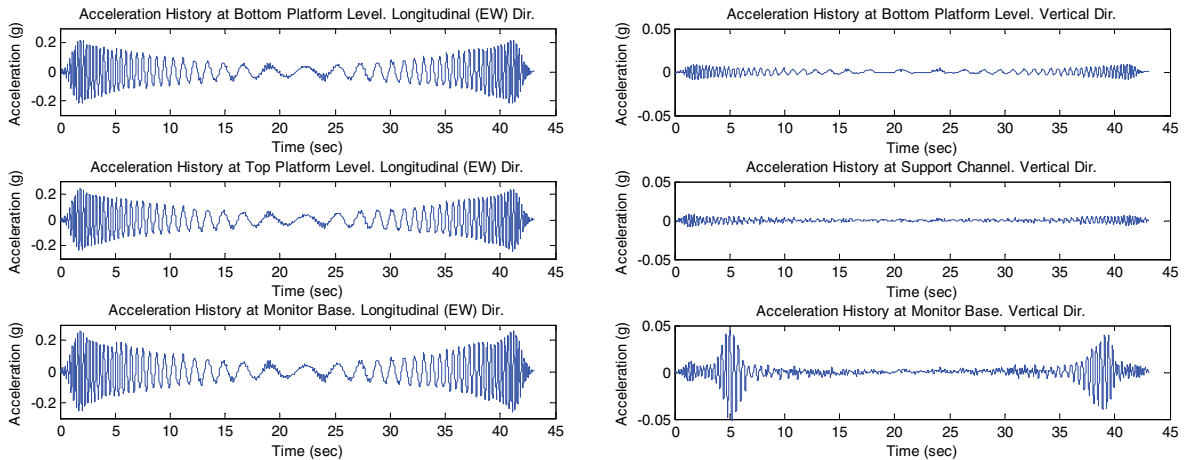 Acceleration History at Bottom Platform Level. Longitudinal (EW) Dir.
Acceleration (g)
0.2
0
-0.2
0 5 10 15 20 25 30 35 40 45
Time (sec)
Acceleration History at Top Platform Level. Longitudinal (EW) Dir.
Acceleration (g)
0.2
0
-0.2
0 5 10 15 20 25 30 35 40 45
Time (sec)
Acceleration History at Monitor Base. Longitudinal (EW) Dir.
Acceleration (g)
0.2
0
-0.2
0 5 10 15 20 25 30 35 40 45
Time (sec)
Acceleration History at Bottom Platform Level. Vertical Dir.
Acceleration (g)
0.05
0
-0.05
0 5 10 15 20 25 30 35 40 45
Time (sec)
Acceleration History at Support Channel. Vertical Dir.
Acceleration (g)
0.05
0
-0.05
0 5 10 15 20 25 30 35 40 45
Time (sec)
Acceleration History at Monitor Base. Vertical Dir.
Acceleration (g)
0.05
0
-0.05
0 5 10 15 20 25 30 35 40 45
Time (sec)